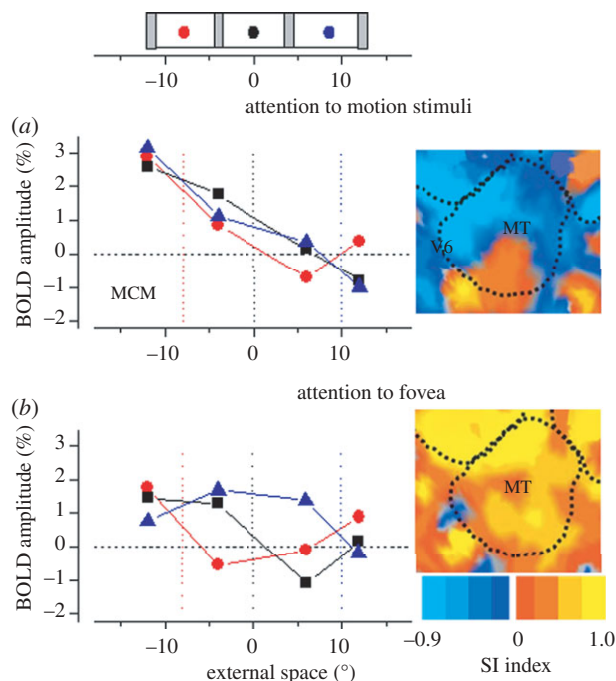 −10 0 10
attention to motion stimuli
(a)
BOLD amplitude (%)
3
2
1
0
−1
−2
MCM
−10 0 10
V6
MT
attention to fovea
(b)
BOLD amplitude (%)
3
2
1
0
−1
−2
−10 0 10
external space (°)
MT
−0.9 0 1.0
SI index